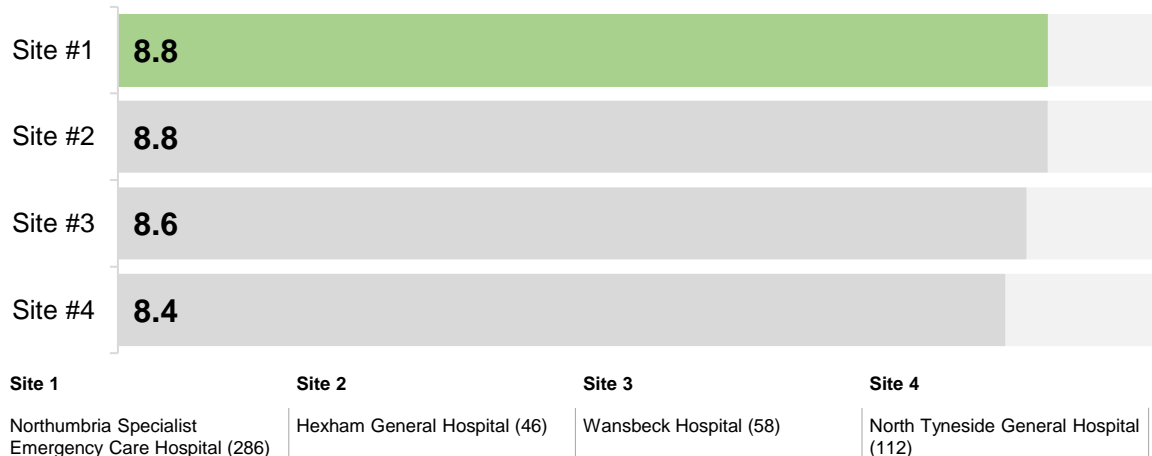 Site #1
8.8
Site #2
8.8
Site #3
8.6
Site #4
8.4
Site 1
Northumbria Specialist
Emergency Care Hospital (286)
Site 2
Hexham General Hospital (46)
Site 3
Wansbeck Hospital (58)
Site 4
North Tyneside General Hospital
(112)